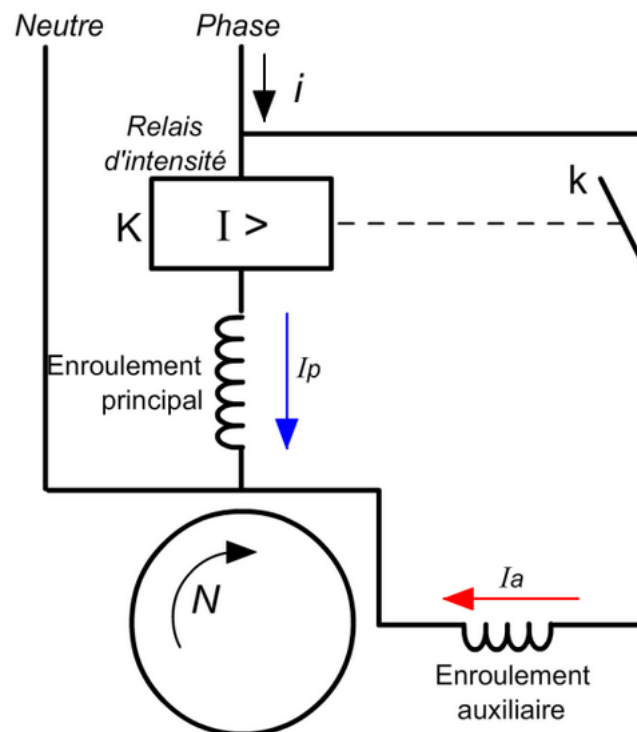 Neutre
Phase
i
Relais
d'intensité
k
K
I >
Enroulement
principal
Ip
N
Ia
Enroulement
auxiliaire